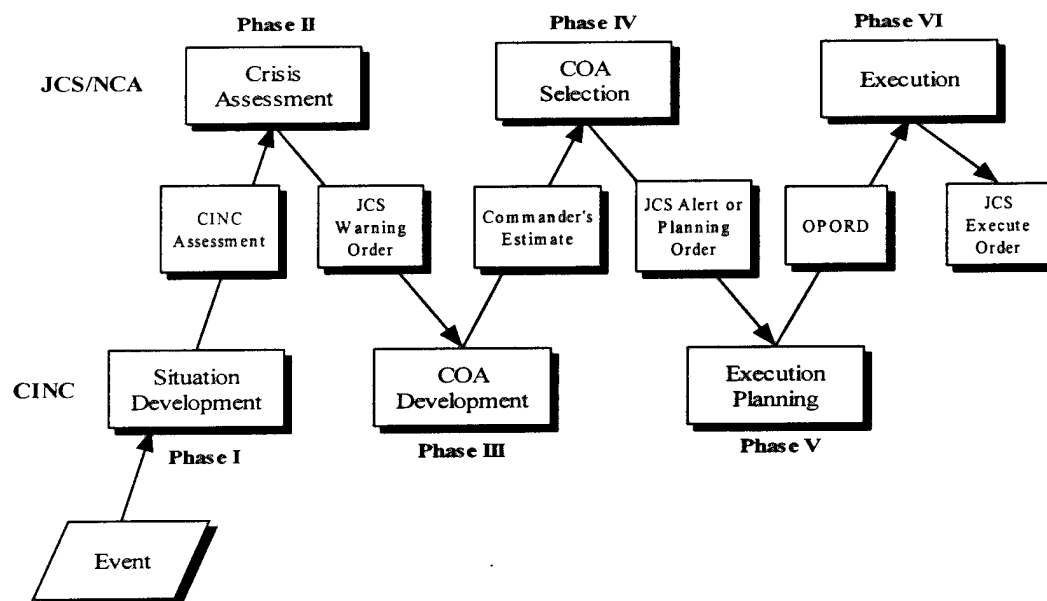 Phase II
Phase IV
Phase VI
JCS/NCA
Crisis
Assessment
COA
Selection
Execution
CINC
Assessment
JCS
Warning
Order
Commander's
Estimate
JCS Alert or
Planning
Order
OPORD
JCS
Execute
Order
CINC
Situation
Development
COA
Development
Execution
Planning
Phase I
Phase III
Phase V
Event